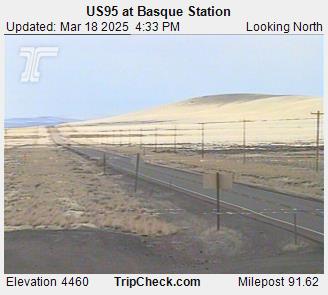 US95 at Basque Station
Updated: Mar 18 2025 4:33 PM Looking North
Elevation 4460 TripCheck.com Milepost 91.62